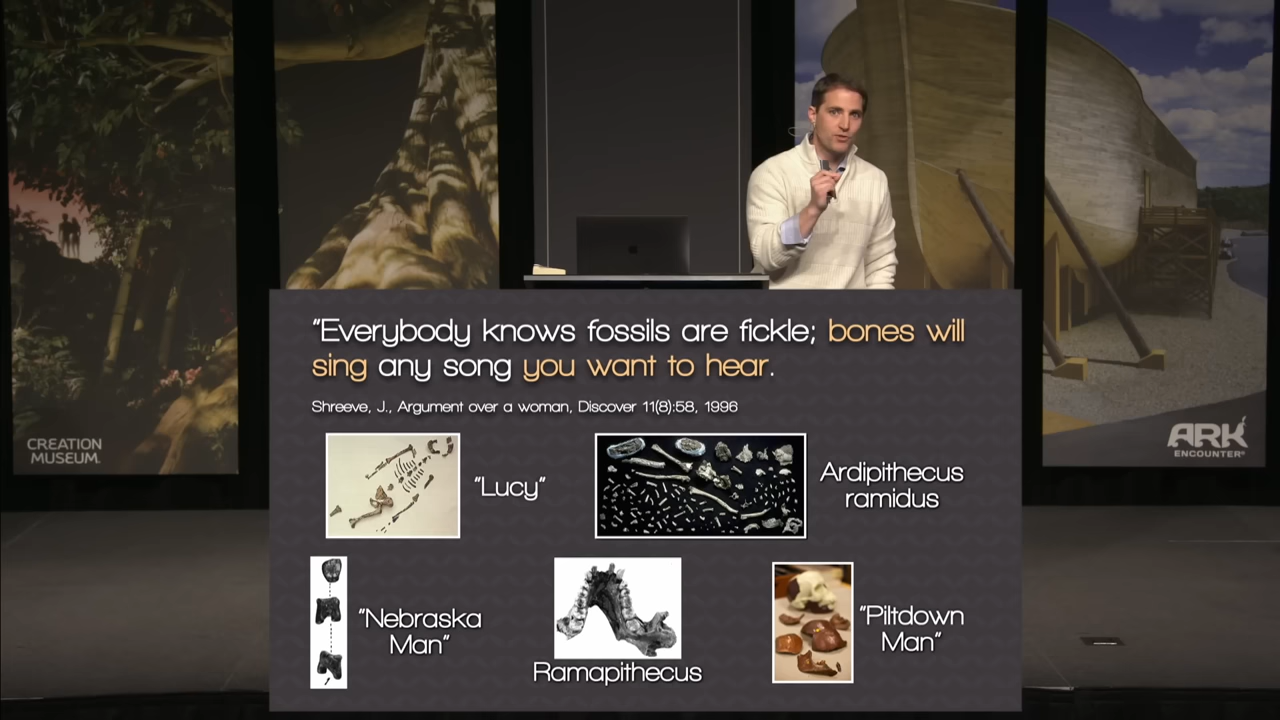 "Everybody knows fossils are fickle; bones will
sing any song you want to hear.
Shreeve, J., Argument over a woman, Discover 11(8):58, 1996
"Lucy"
Ardipithecus
ramidus
"Nebraska
Man"
Ramapithecus
"Piltdown
Man"
CREATION
MUSEUM
ARK
ENCOUNTER